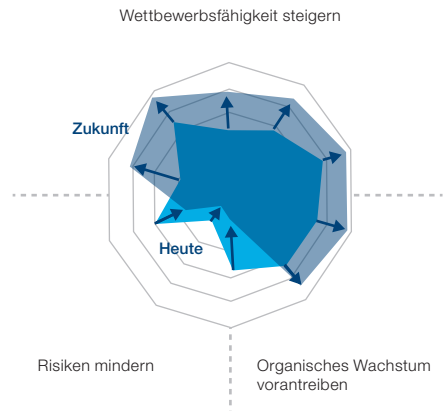 Wettbewerbsfähigkeit steigern
Zukunft
Heute
Risiken mindern
Organisches Wachstum
vorantreiben